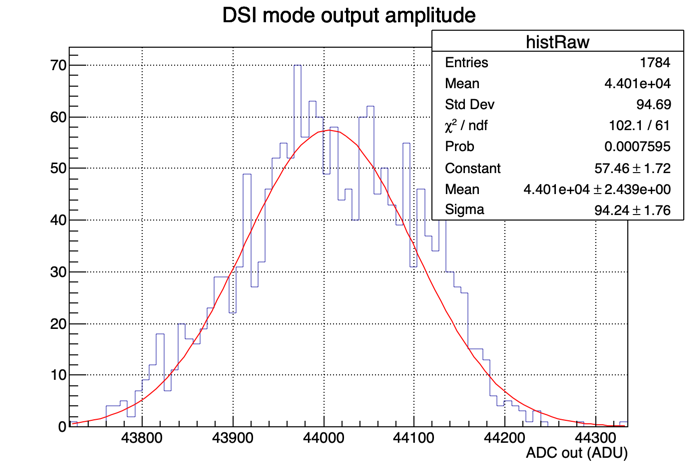 DSI mode output amplitude
histRaw
Entries 1784
Mean 4.401e+04
Std Dev 94.69
χ² / ndf 102.1 / 61
Prob 0.0007595
Constant 57.46 ± 1.72
Mean 4.401e+04 ± 2.439e+00
Sigma 94.24 ± 1.76
70
60
50
40
30
20
10
0
43800 43900 44000 44100 44200 44300
ADC out (ADU)